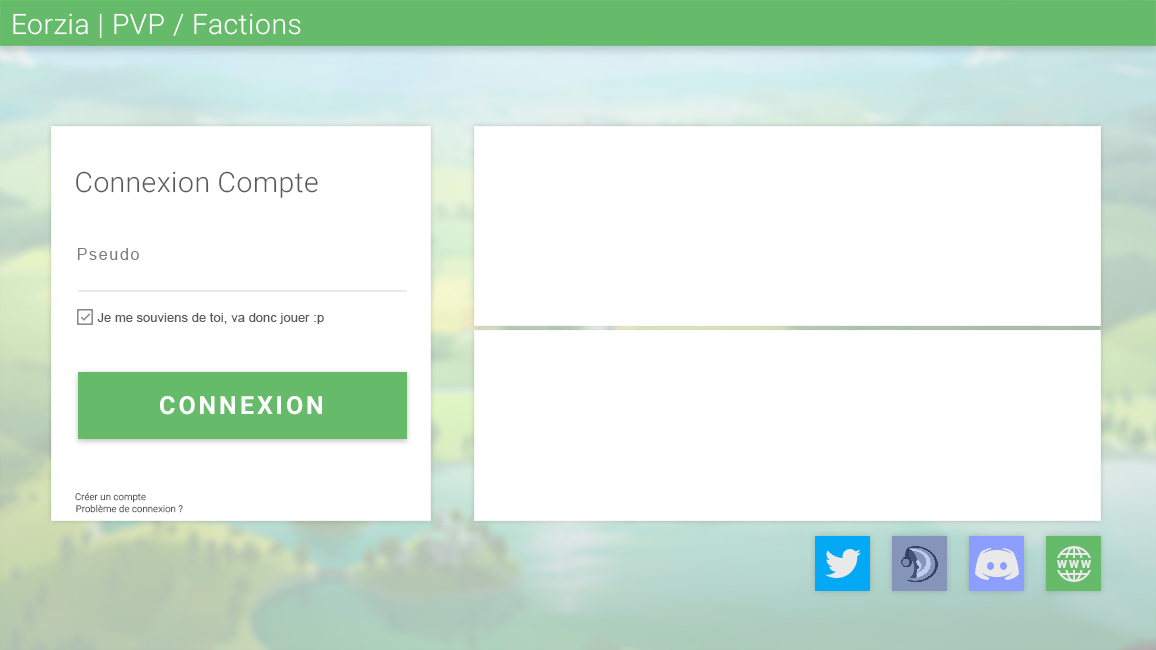 Eorzia | PVP / Factions
Connexion Compte
Pseudo
Je me souviens de toi, va donc jouer :p
CONNEXION
Créer un compte
Problème de connexion ?
WWW